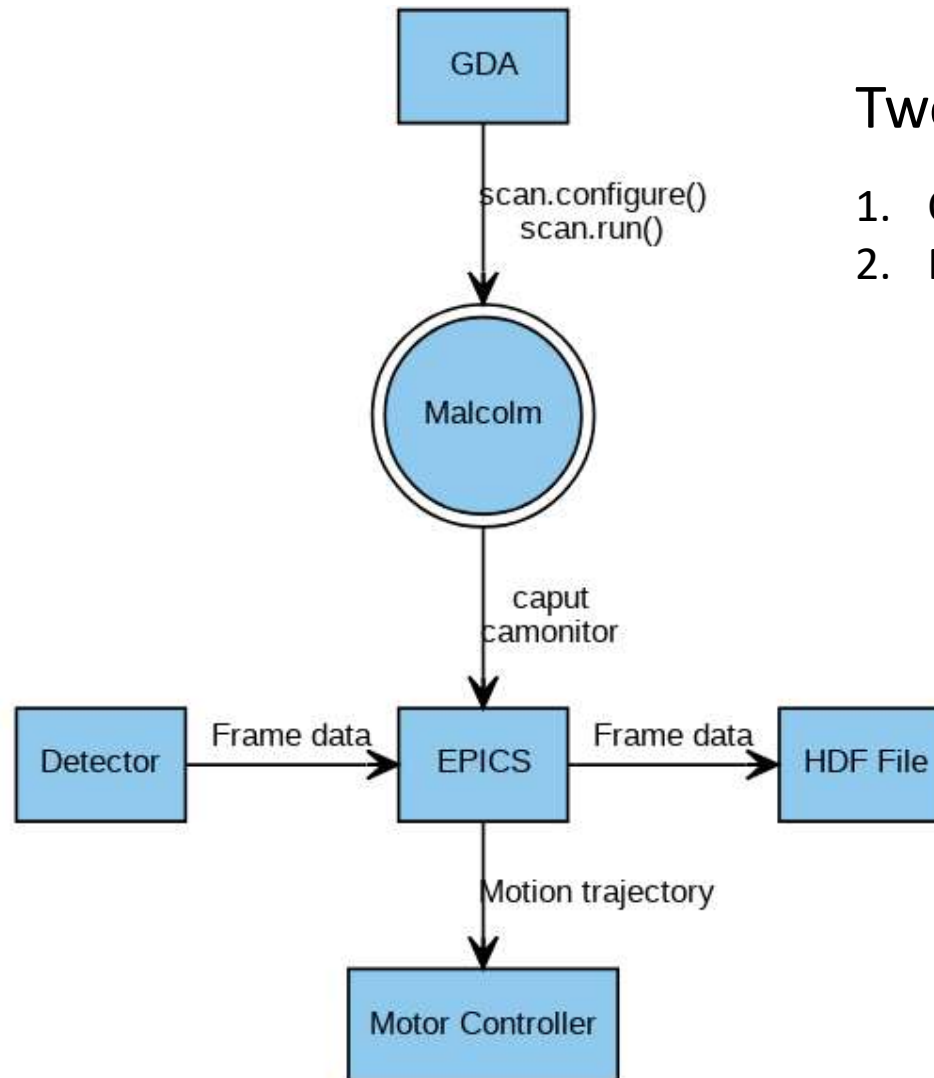 GDA
scan.configure()
scan.run()
Malcolm
caput
camonitor
Detector
Frame data
EPICS
Frame data
HDF File
Motion trajectory
Motor Controller
1.
2.